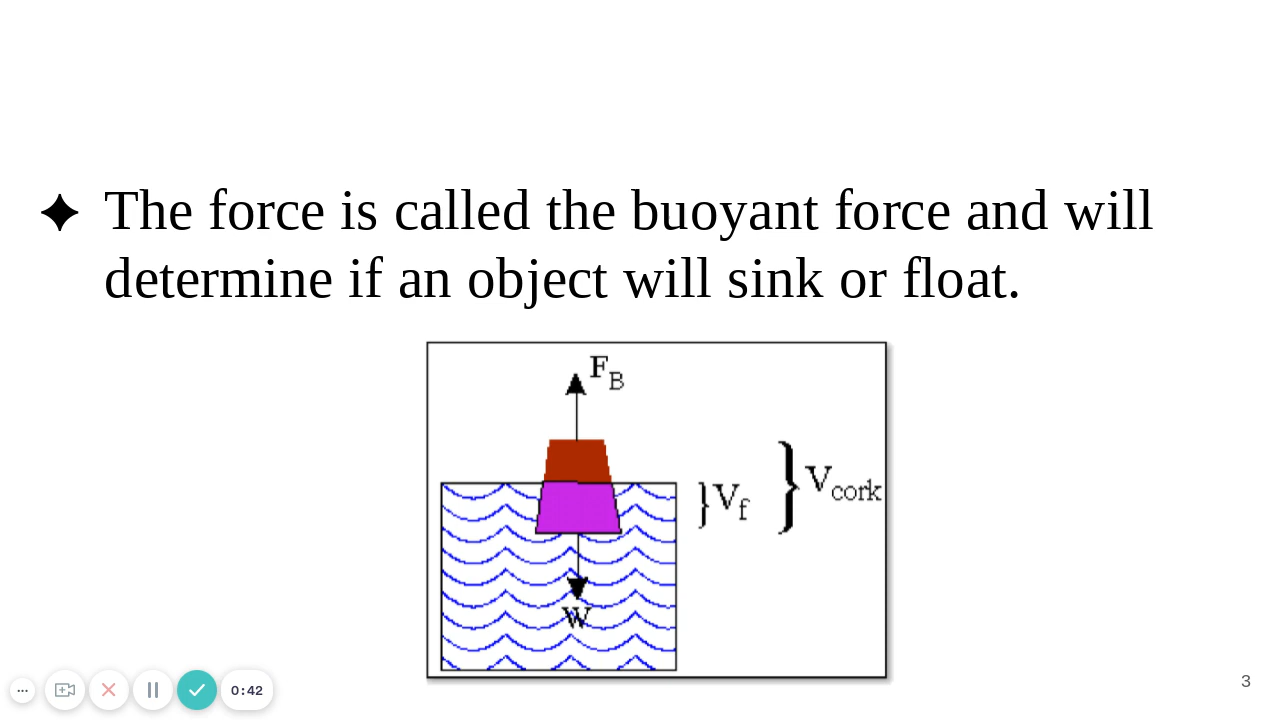 The force is called the buoyant force and will
determine if an object will sink or float.
F_B
V_f
V_cork
W
0:42
3